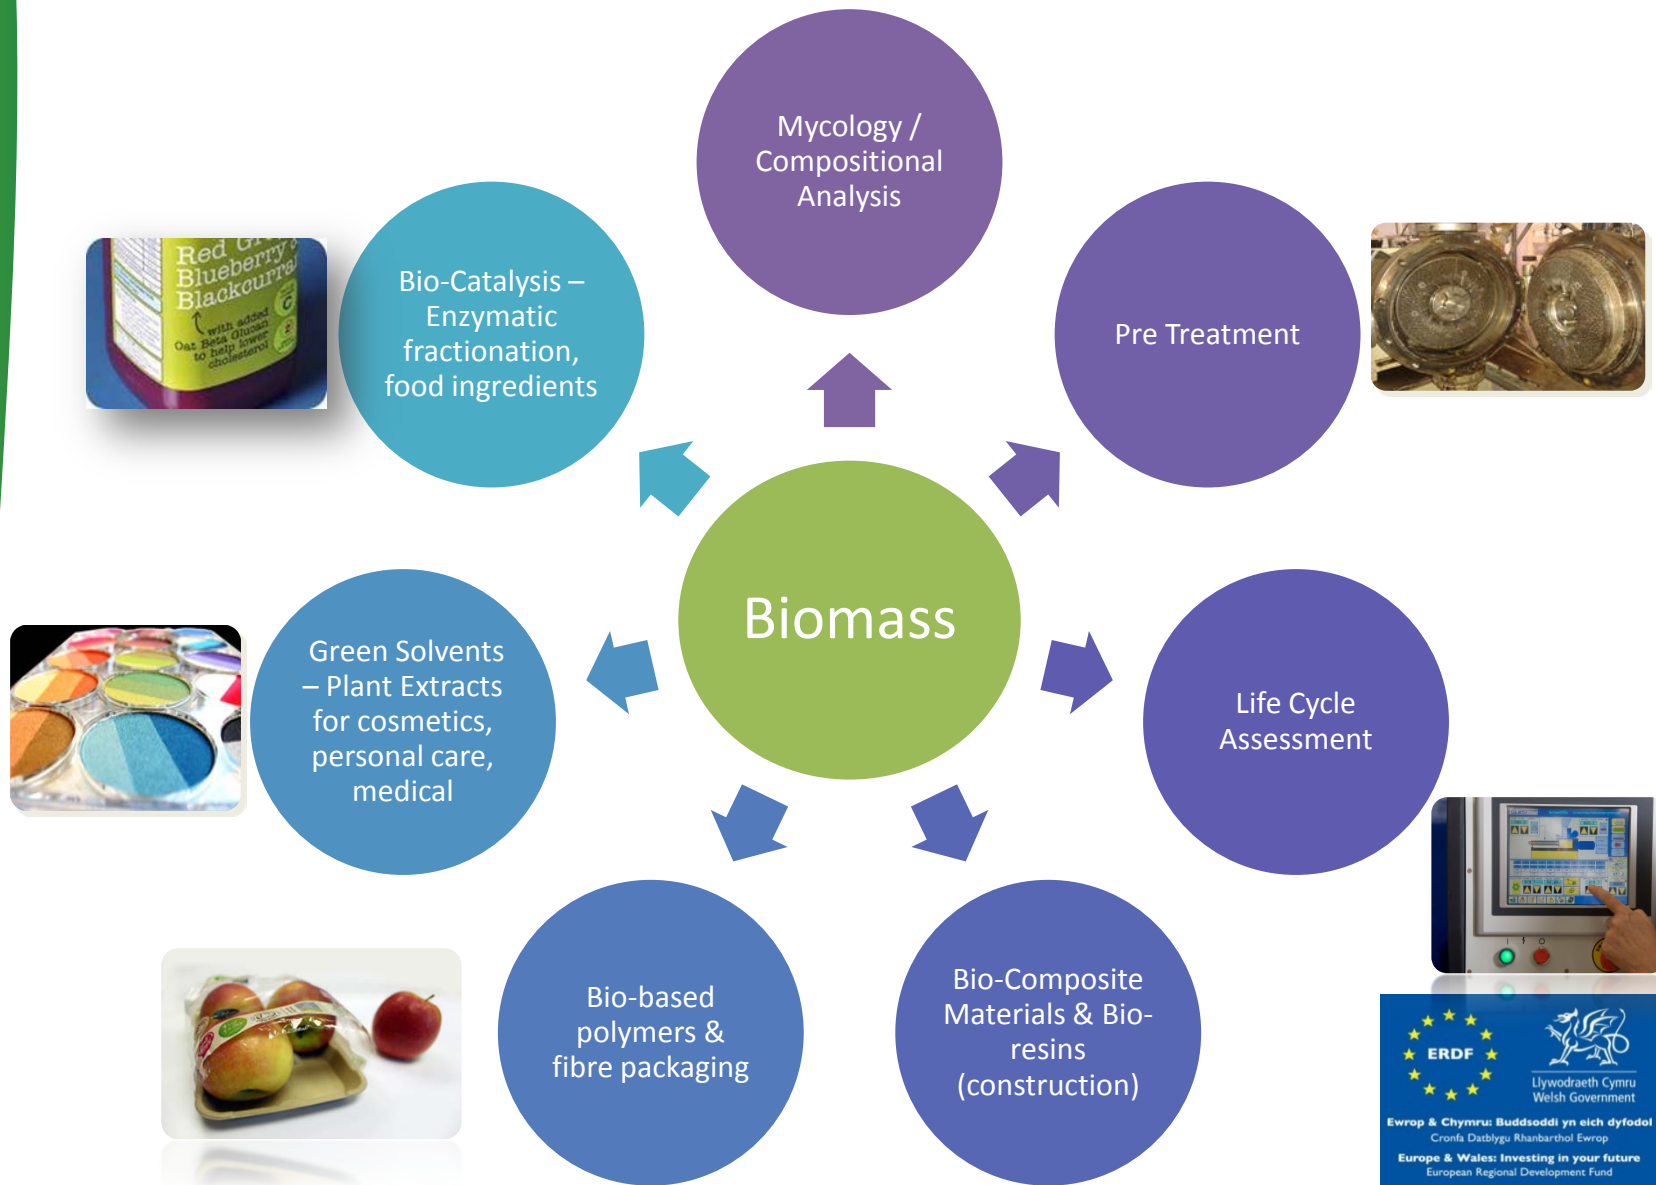 Mycology /
Compositional
Analysis
Pre Treatment
Life Cycle
Assessment
Bio-Composite
Materials & Bio-
resins
(construction)
Bio-based
polymers &
fibre packaging
Green Solvents
– Plant Extracts
for cosmetics,
personal care,
medical
Bio-Catalysis –
Enzymatic
fractionation,
food ingredients
Biomass
Red
Blueberry
with added
Oat Beta Glucan
to help lower
cholesterol
ERDF
Llywodraeth Cymru
Welsh Government
Ewrop & Chymru: Buddsoddi yn eich dyfodol
Cronfa Datblygu Rhanbarthol Ewrop
Europe & Wales: Investing in your future
European Regional Development Fund